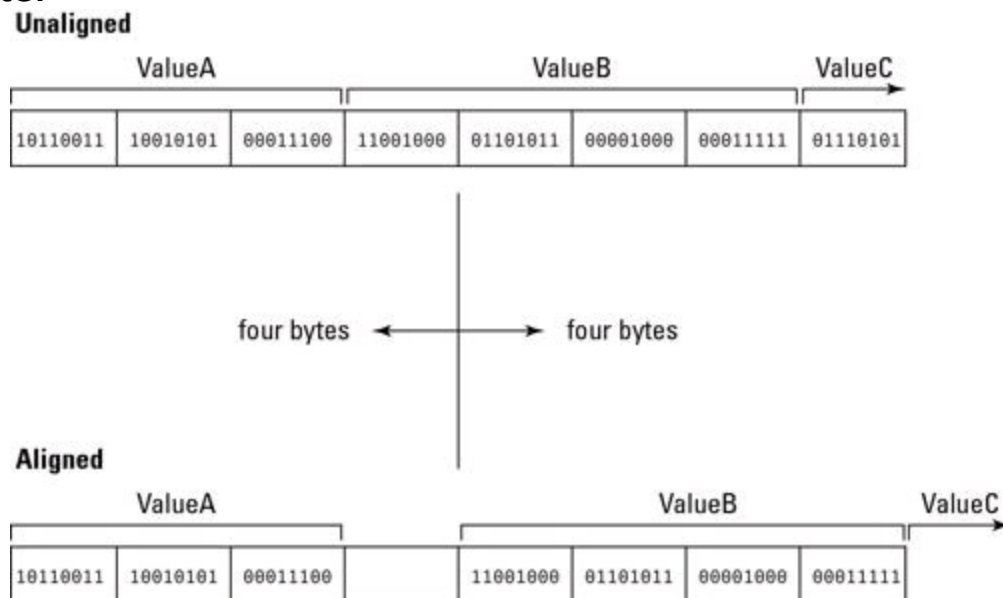 Unaligned
ValueA ValueB ValueC
10110011 10010101 00011100 11001000 01101011 00001000 00011111 01110101
four bytes four bytes
Aligned
ValueA ValueB ValueC
10110011 10010101 00011100 11001000 01101011 00001000 00011111